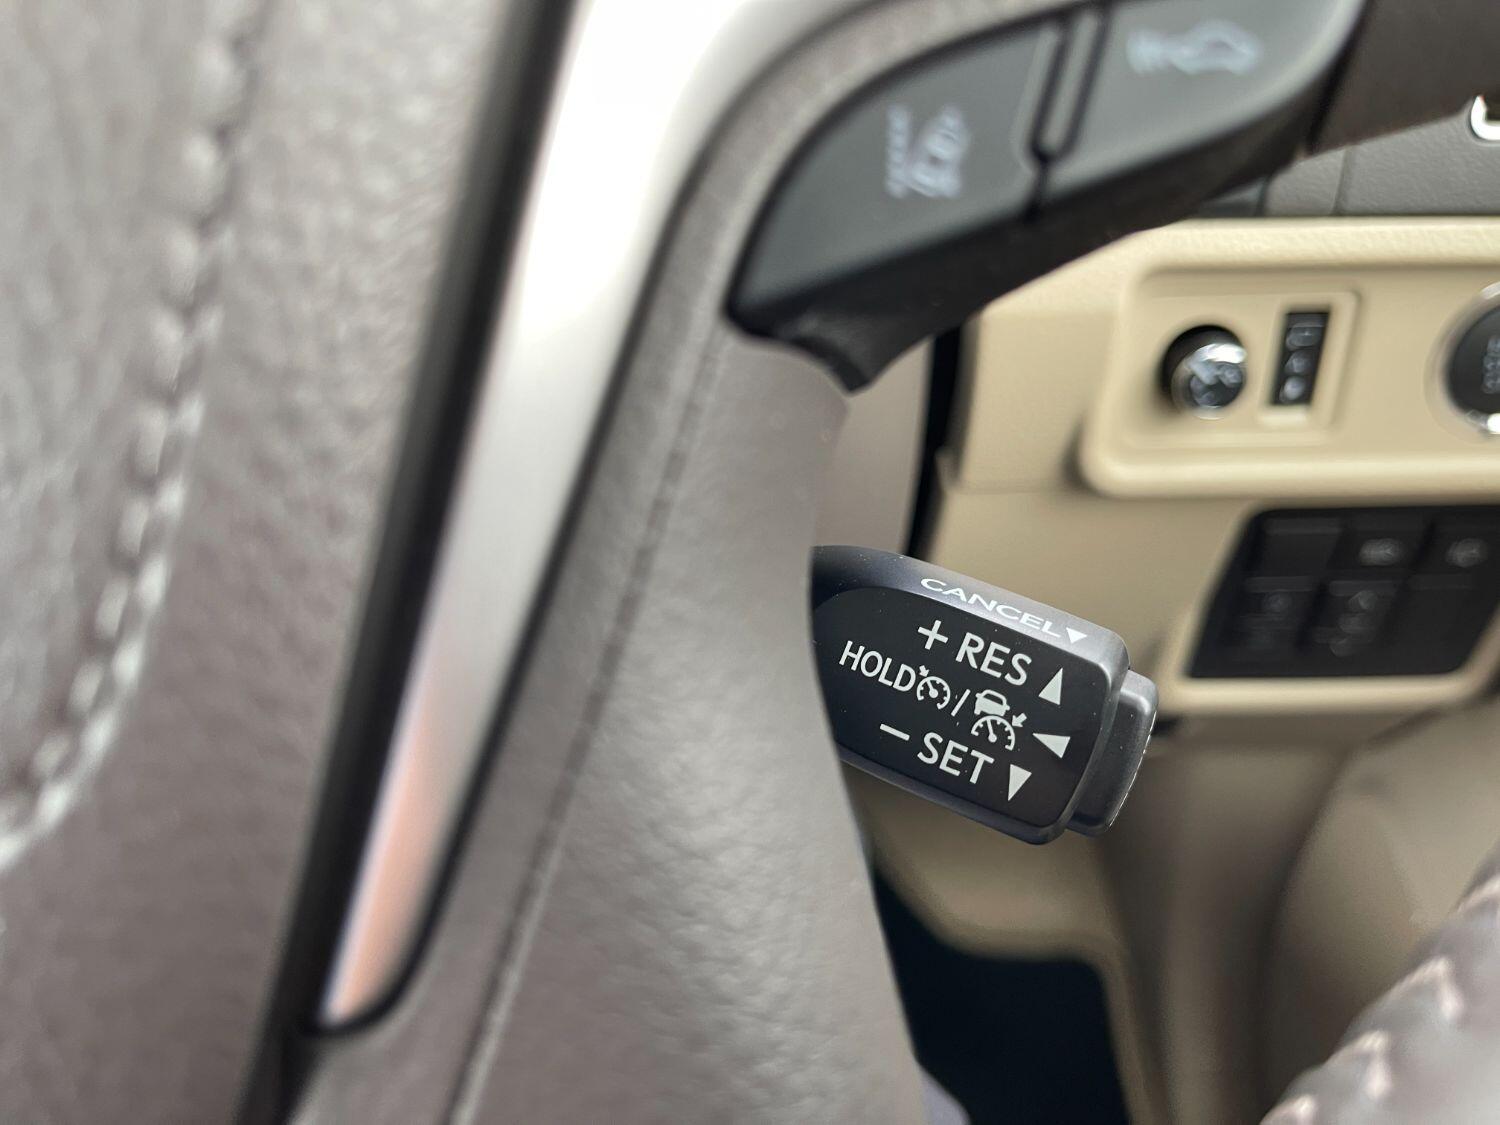 CANCEL▼
+ RES ▲
HOLD / ◀
− SET ▼